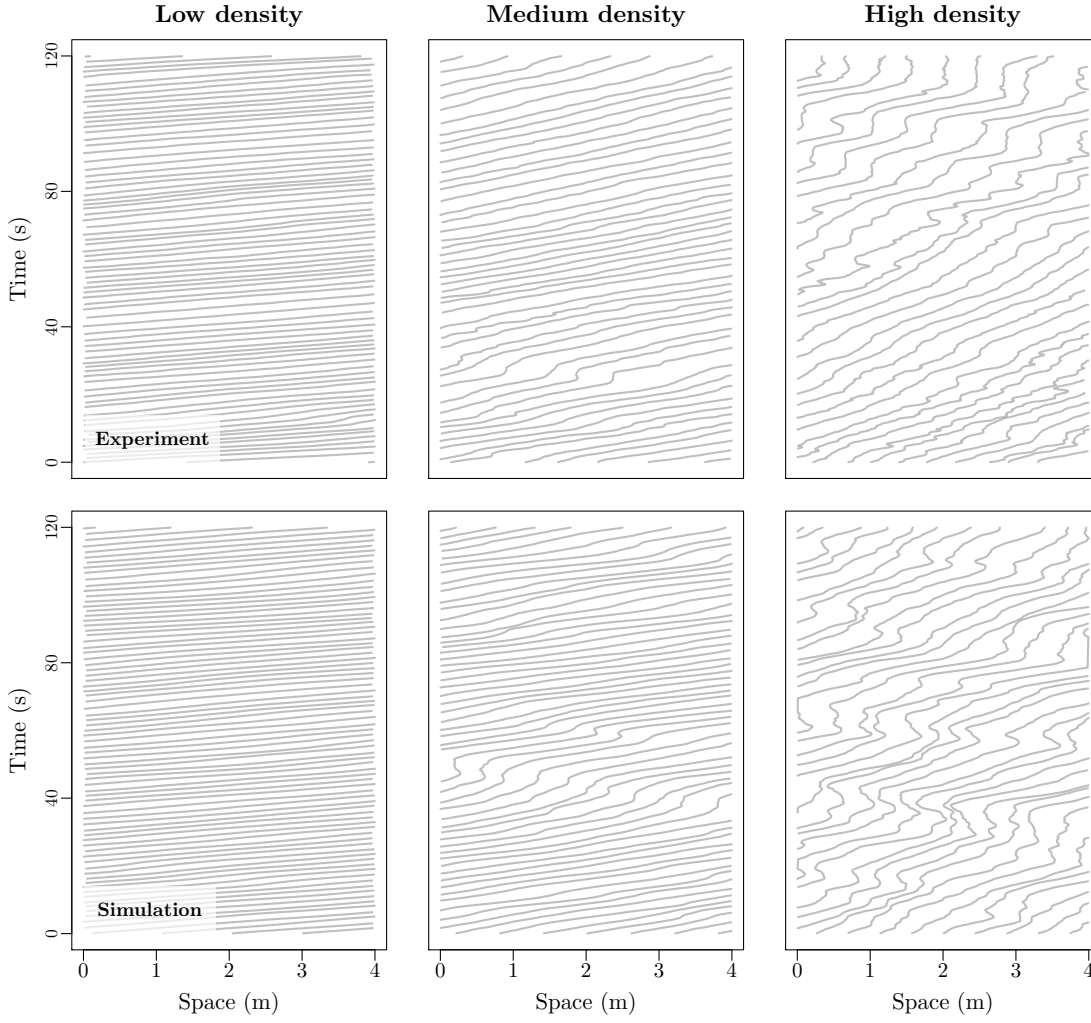 Low density
Medium density
High density
120
80
40
0
Time (s)
Experiment
120
80
40
0
Time (s)
Simulation
0 1 2 3 4
0 1 2 3 4
0 1 2 3 4
Space (m)
Space (m)
Space (m)